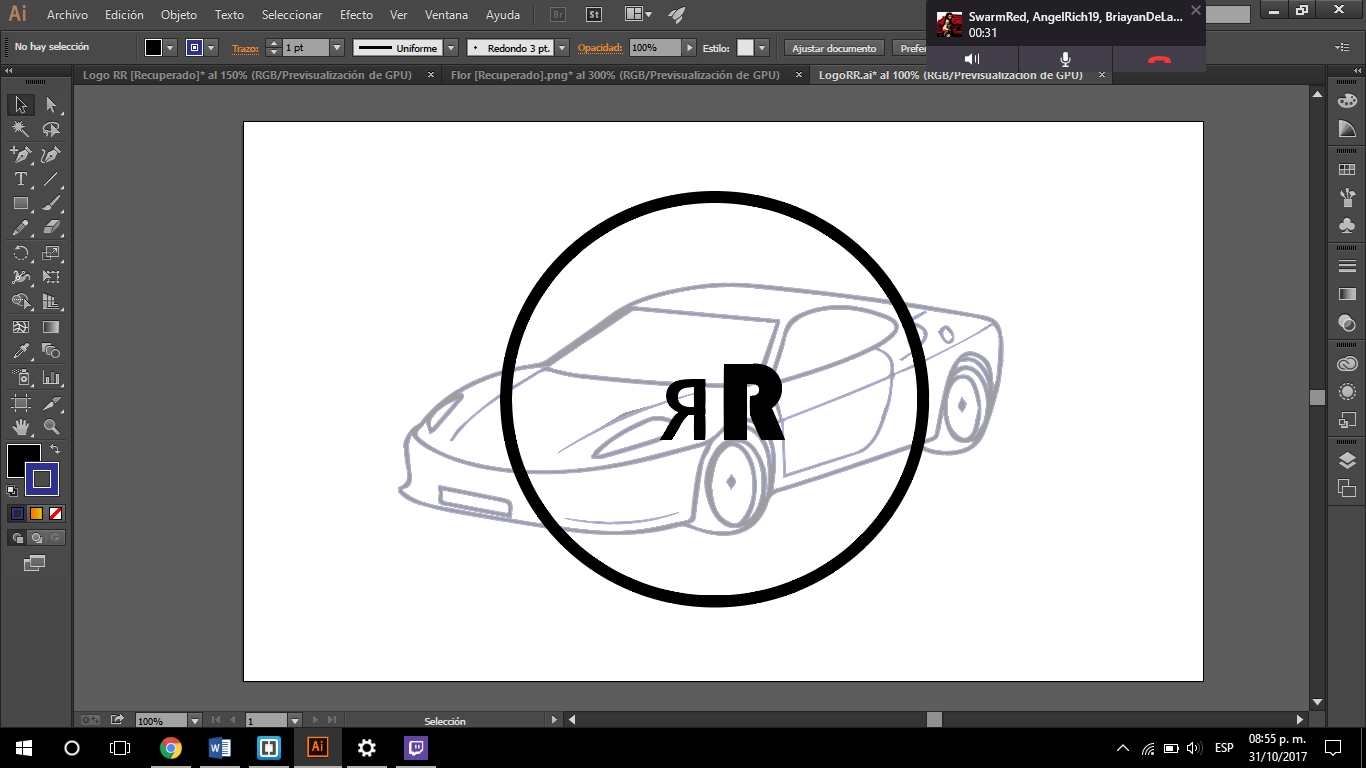 Ai Archivo Edición Objeto Texto Seleccionar Efecto Ver Ventana Ayuda Br St
SwarmRed, AngelRich19, BriayanDeLa...
00:31
No hay selección Trazo: 1 pt Uniforme Redondo 3 pt. Opacidad: 100% Estilo: Ajustar documento Prefer
Logo RR [Recuperado]* al 150% (RGB/Previsualización de GPU) × Flor [Recuperado].png* al 300% (RGB/Previsualización de GPU) × LogoRR.ai* al 100% (RGB/Previsualización de GPU) ×
T
R R
100% 1 Selección
Ai ESP 08:55 p. m.
31/10/2017